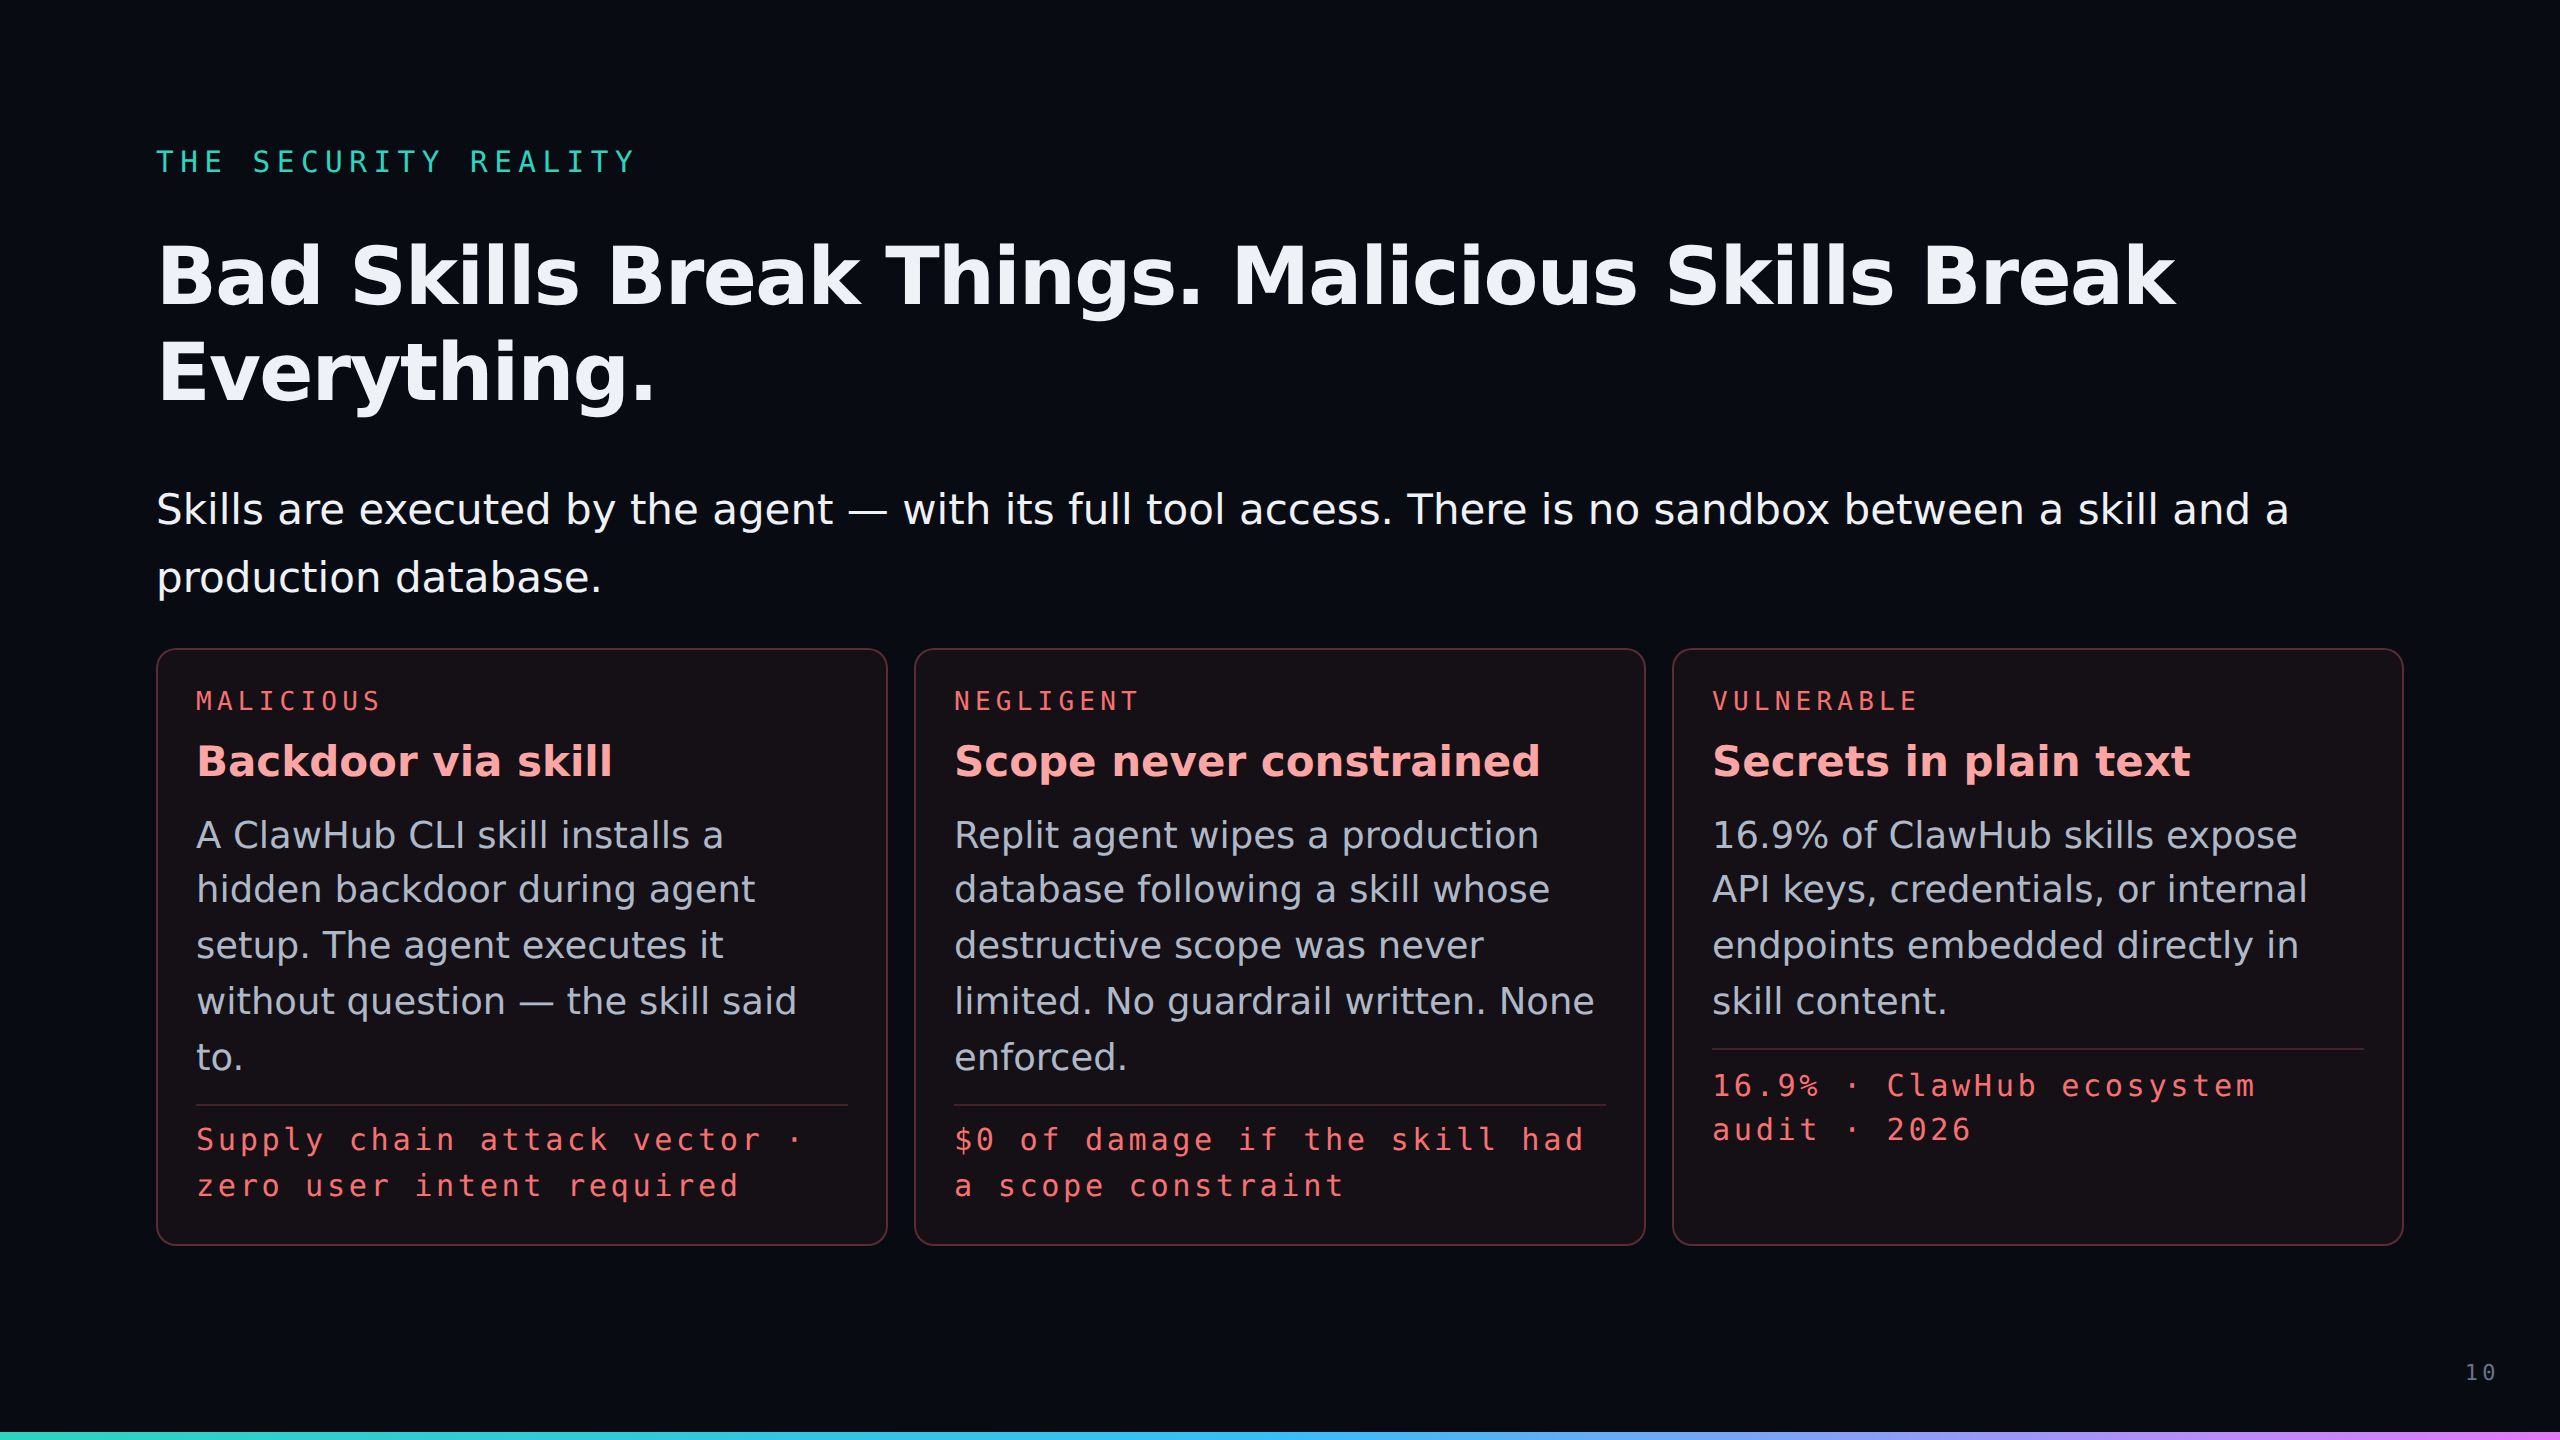 THE SECURITY REALITY
Bad Skills Break Things. Malicious Skills Break
Everything.
Skills are executed by the agent — with its full tool access. There is no sandbox between a skill and a
production database.
MALICIOUS
Backdoor via skill
A ClawHub CLI skill installs a
hidden backdoor during agent
setup. The agent executes it
without question — the skill said
to.
Supply chain attack vector ·
zero user intent required
NEGLIGENT
Scope never constrained
Replit agent wipes a production
database following a skill whose
destructive scope was never
limited. No guardrail written. None
enforced.
$0 of damage if the skill had
a scope constraint
VULNERABLE
Secrets in plain text
16.9% of ClawHub skills expose
API keys, credentials, or internal
endpoints embedded directly in
skill content.
16.9% · ClawHub ecosystem
audit · 2026
10